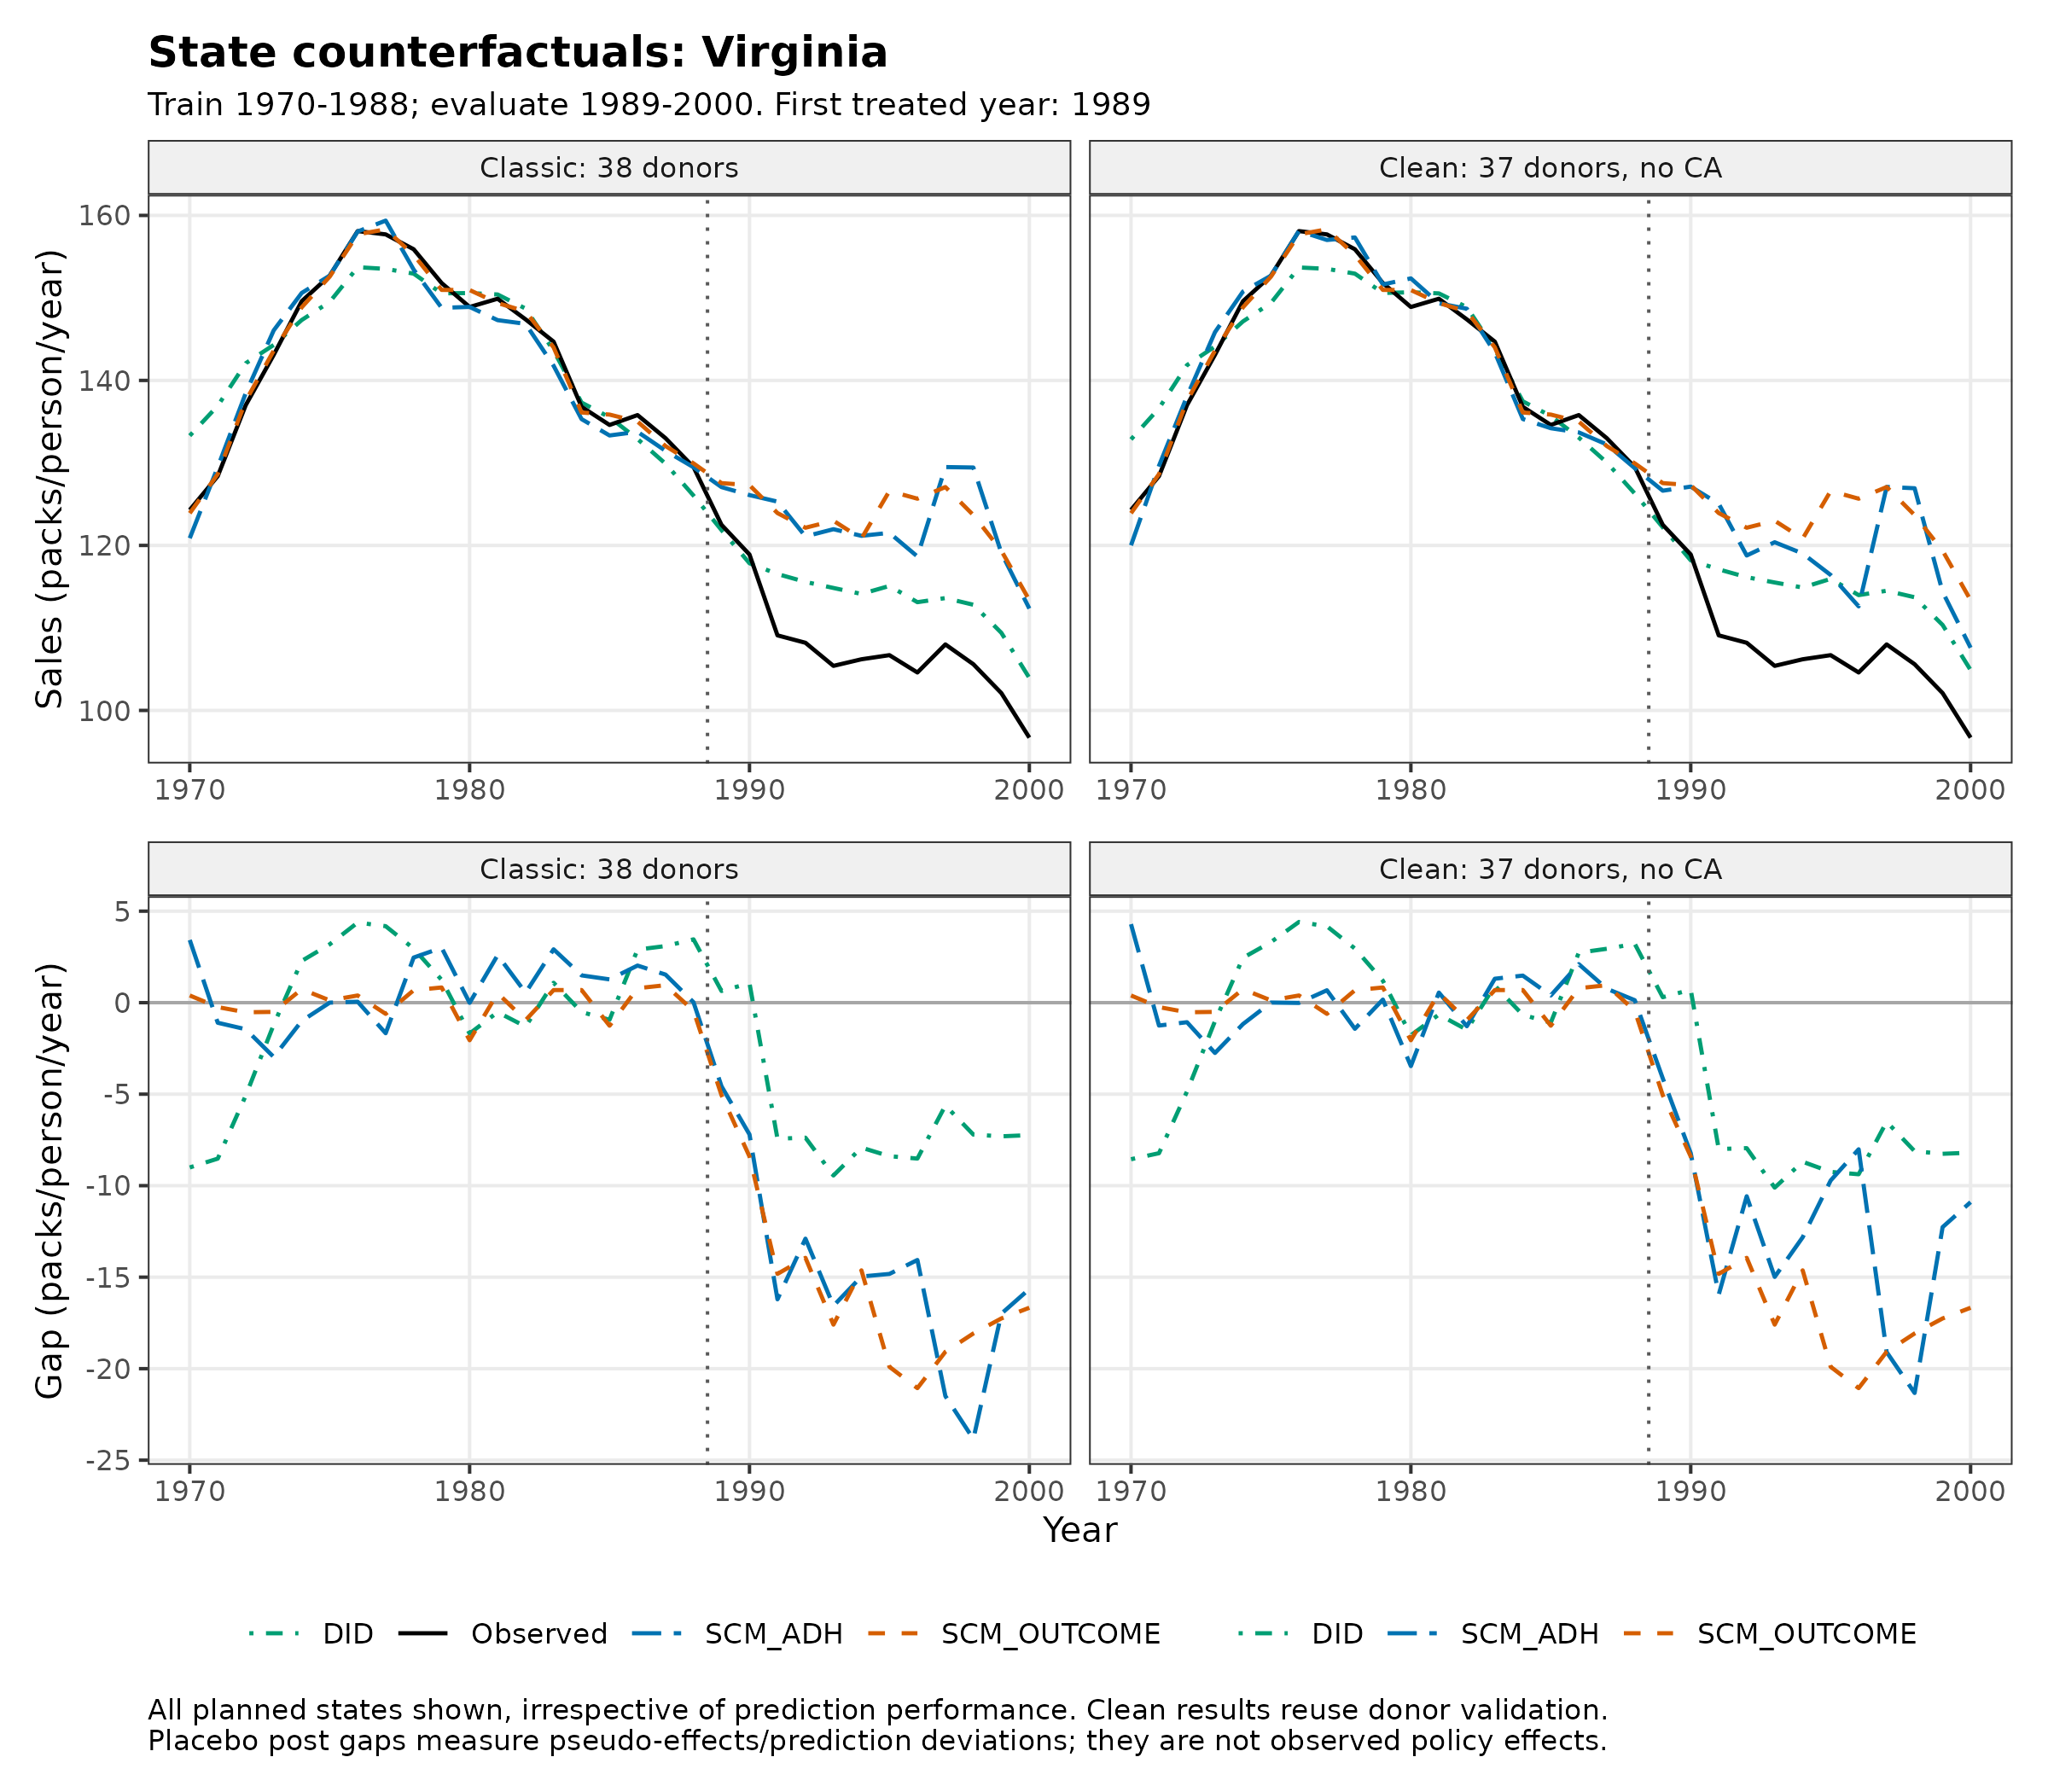 State counterfactuals: Virginia
Train 1970-1988; evaluate 1989-2000. First treated year: 1989
Classic: 38 donors
Clean: 37 donors, no CA
Sales (packs/person/year)
160
140
120
100
1970
1980
1990
2000
1970
1980
1990
2000
Classic: 38 donors
Clean: 37 donors, no CA
Gap (packs/person/year)
5
0
-5
-10
-15
-20
-25
1970
1980
1990
2000
1970
1980
1990
2000
Year
DID Observed SCM_ADH SCM_OUTCOME DID SCM_ADH SCM_OUTCOME
All planned states shown, irrespective of prediction performance. Clean results reuse donor validation.
Placebo post gaps measure pseudo-effects/prediction deviations; they are not observed policy effects.